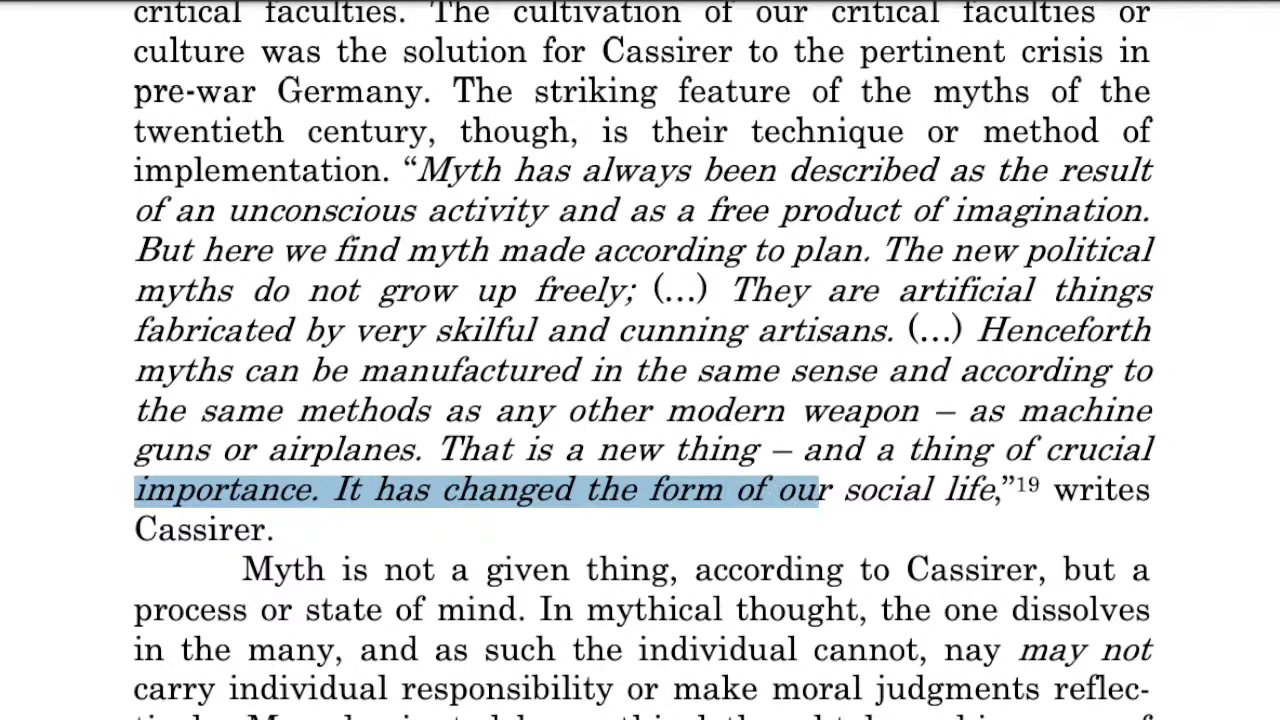 critical faculties. The cultivation of our critical faculties or
culture was the solution for Cassirer to the pertinent crisis in
pre-war Germany. The striking feature of the myths of the
twentieth century, though, is their technique or method of
implementation. “Myth has always been described as the result
of an unconscious activity and as a free product of imagination.
But here we find myth made according to plan. The new political
myths do not grow up freely; (...) They are artificial things
fabricated by very skilful and cunning artisans. (...) Henceforth
myths can be manufactured in the same sense and according to
the same methods as any other modern weapon – as machine
guns or airplanes. That is a new thing – and a thing of crucial
importance. It has changed the form of our social life,”19 writes
Cassirer.
Myth is not a given thing, according to Cassirer, but a
process or state of mind. In mythical thought, the one dissolves
in the many, and as such the individual cannot, nay may not
carry individual responsibility or make moral judgments reflec-